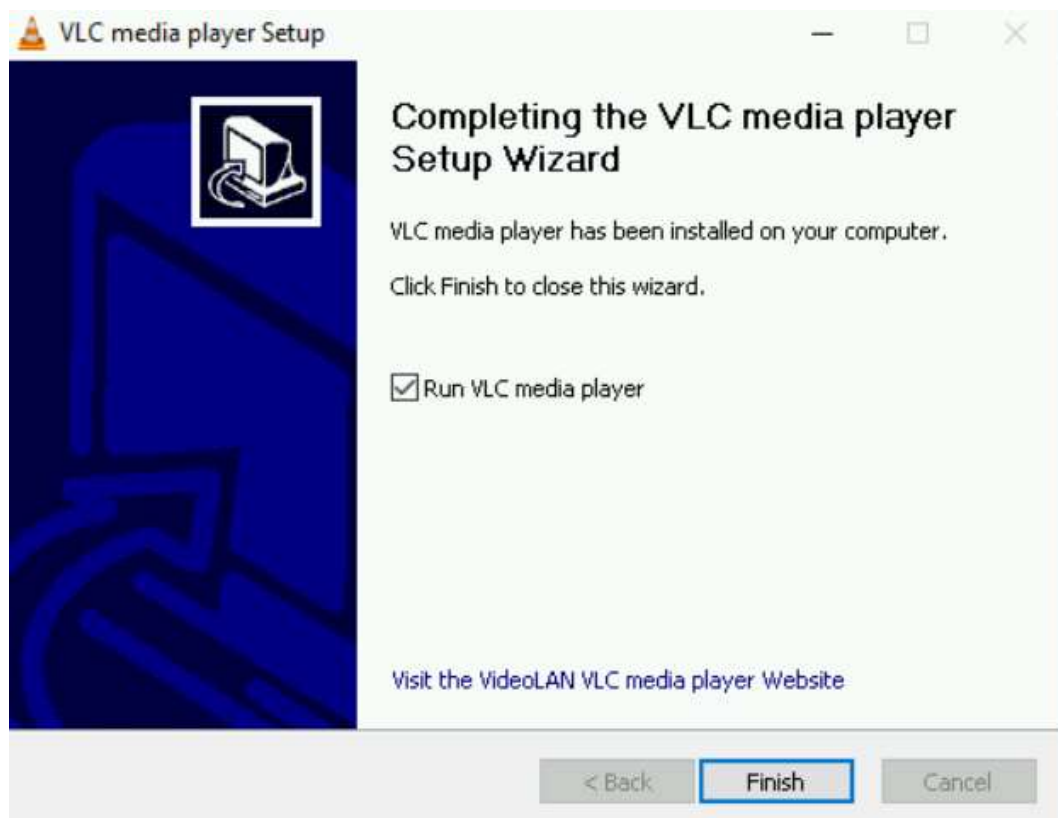 VLC media player Setup
Completing the VLC media player
Setup Wizard
VLC media player has been installed on your computer.
Click Finish to close this wizard.
Run VLC media player
Visit the VideoLAN VLC media player Website
< Back
Finish
Cancel